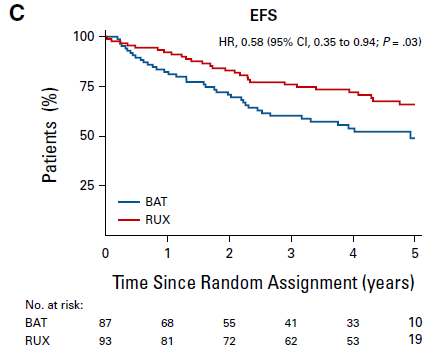 C
EFS
HR, 0.58 (95% CI, 0.35 to 0.94; P = .03)
Patients (%)
100
75
50
25
BAT
RUX
0 1 2 3 4 5
Time Since Random Assignment (years)
No. at risk:
BAT 87 68 55 41 33 10
RUX 93 81 72 62 53 19